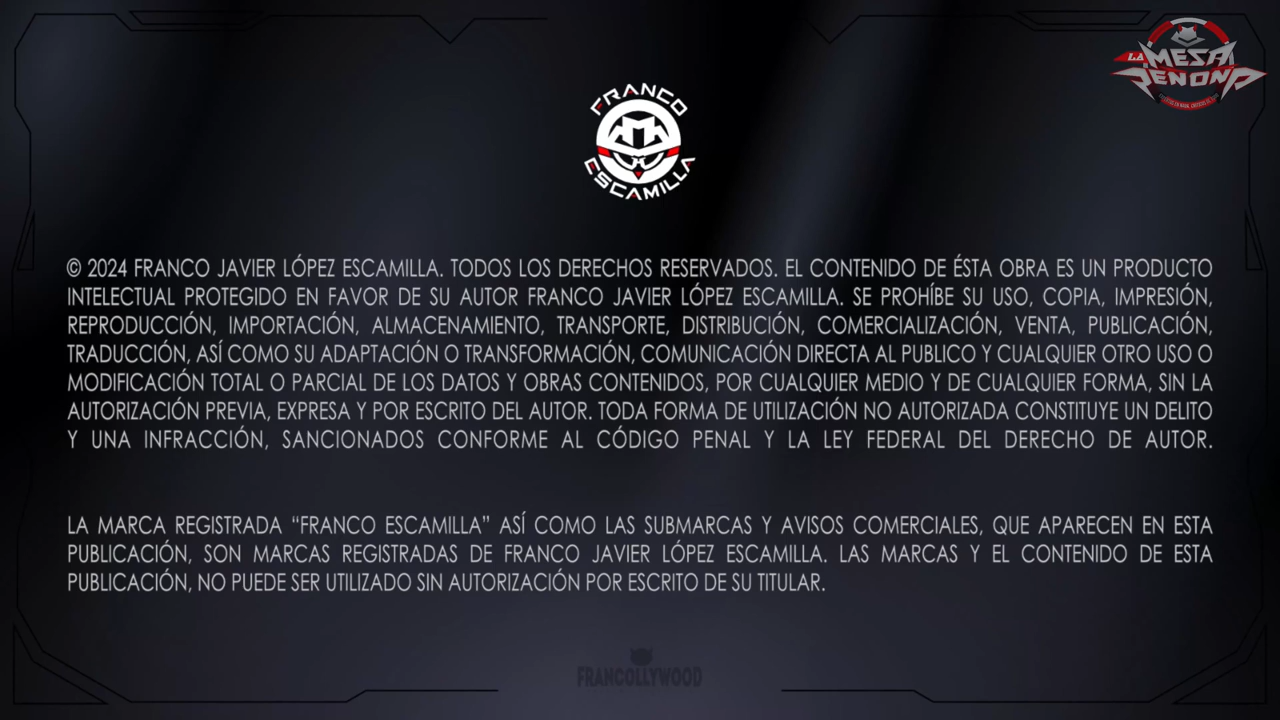 LA MESA
RENONA
FRANCO
ESCAMILLA
© 2024 FRANCO JAVIER LÓPEZ ESCAMILLA. TODOS LOS DERECHOS RESERVADOS. EL CONTENIDO DE ÉSTA OBRA ES UN PRODUCTO
INTELECTUAL PROTEGIDO EN FAVOR DE SU AUTOR FRANCO JAVIER LÓPEZ ESCAMILLA. SE PROHÍBE SU USO, COPIA, IMPRESIÓN,
REPRODUCCIÓN, IMPORTACIÓN, ALMACENAMIENTO, TRANSPORTE, DISTRIBUCIÓN, COMERCIALIZACIÓN, VENTA, PUBLICACIÓN,
TRADUCCIÓN, ASÍ COMO SU ADAPTACIÓN O TRANSFORMACIÓN, COMUNICACIÓN DIRECTA AL PUBLICO Y CUALQUIER OTRO USO O
MODIFICACIÓN TOTAL O PARCIAL DE LOS DATOS Y OBRAS CONTENIDOS, POR CUALQUIER MEDIO Y DE CUALQUIER FORMA, SIN LA
AUTORIZACIÓN PREVIA, EXPRESA Y POR ESCRITO DEL AUTOR. TODA FORMA DE UTILIZACIÓN NO AUTORIZADA CONSTITUYE UN DELITO
Y UNA INFRACCIÓN, SANCIONADOS CONFORME AL CÓDIGO PENAL Y LA LEY FEDERAL DEL DERECHO DE AUTOR.
LA MARCA REGISTRADA “FRANCO ESCAMILLA” ASÍ COMO LAS SUBMARCAS Y AVISOS COMERCIALES, QUE APARECEN EN ESTA
PUBLICACIÓN, SON MARCAS REGISTRADAS DE FRANCO JAVIER LÓPEZ ESCAMILLA. LAS MARCAS Y EL CONTENIDO DE ESTA
PUBLICACIÓN, NO PUEDE SER UTILIZADO SIN AUTORIZACIÓN POR ESCRITO DE SU TITULAR.
FRANCOLLYWOOD